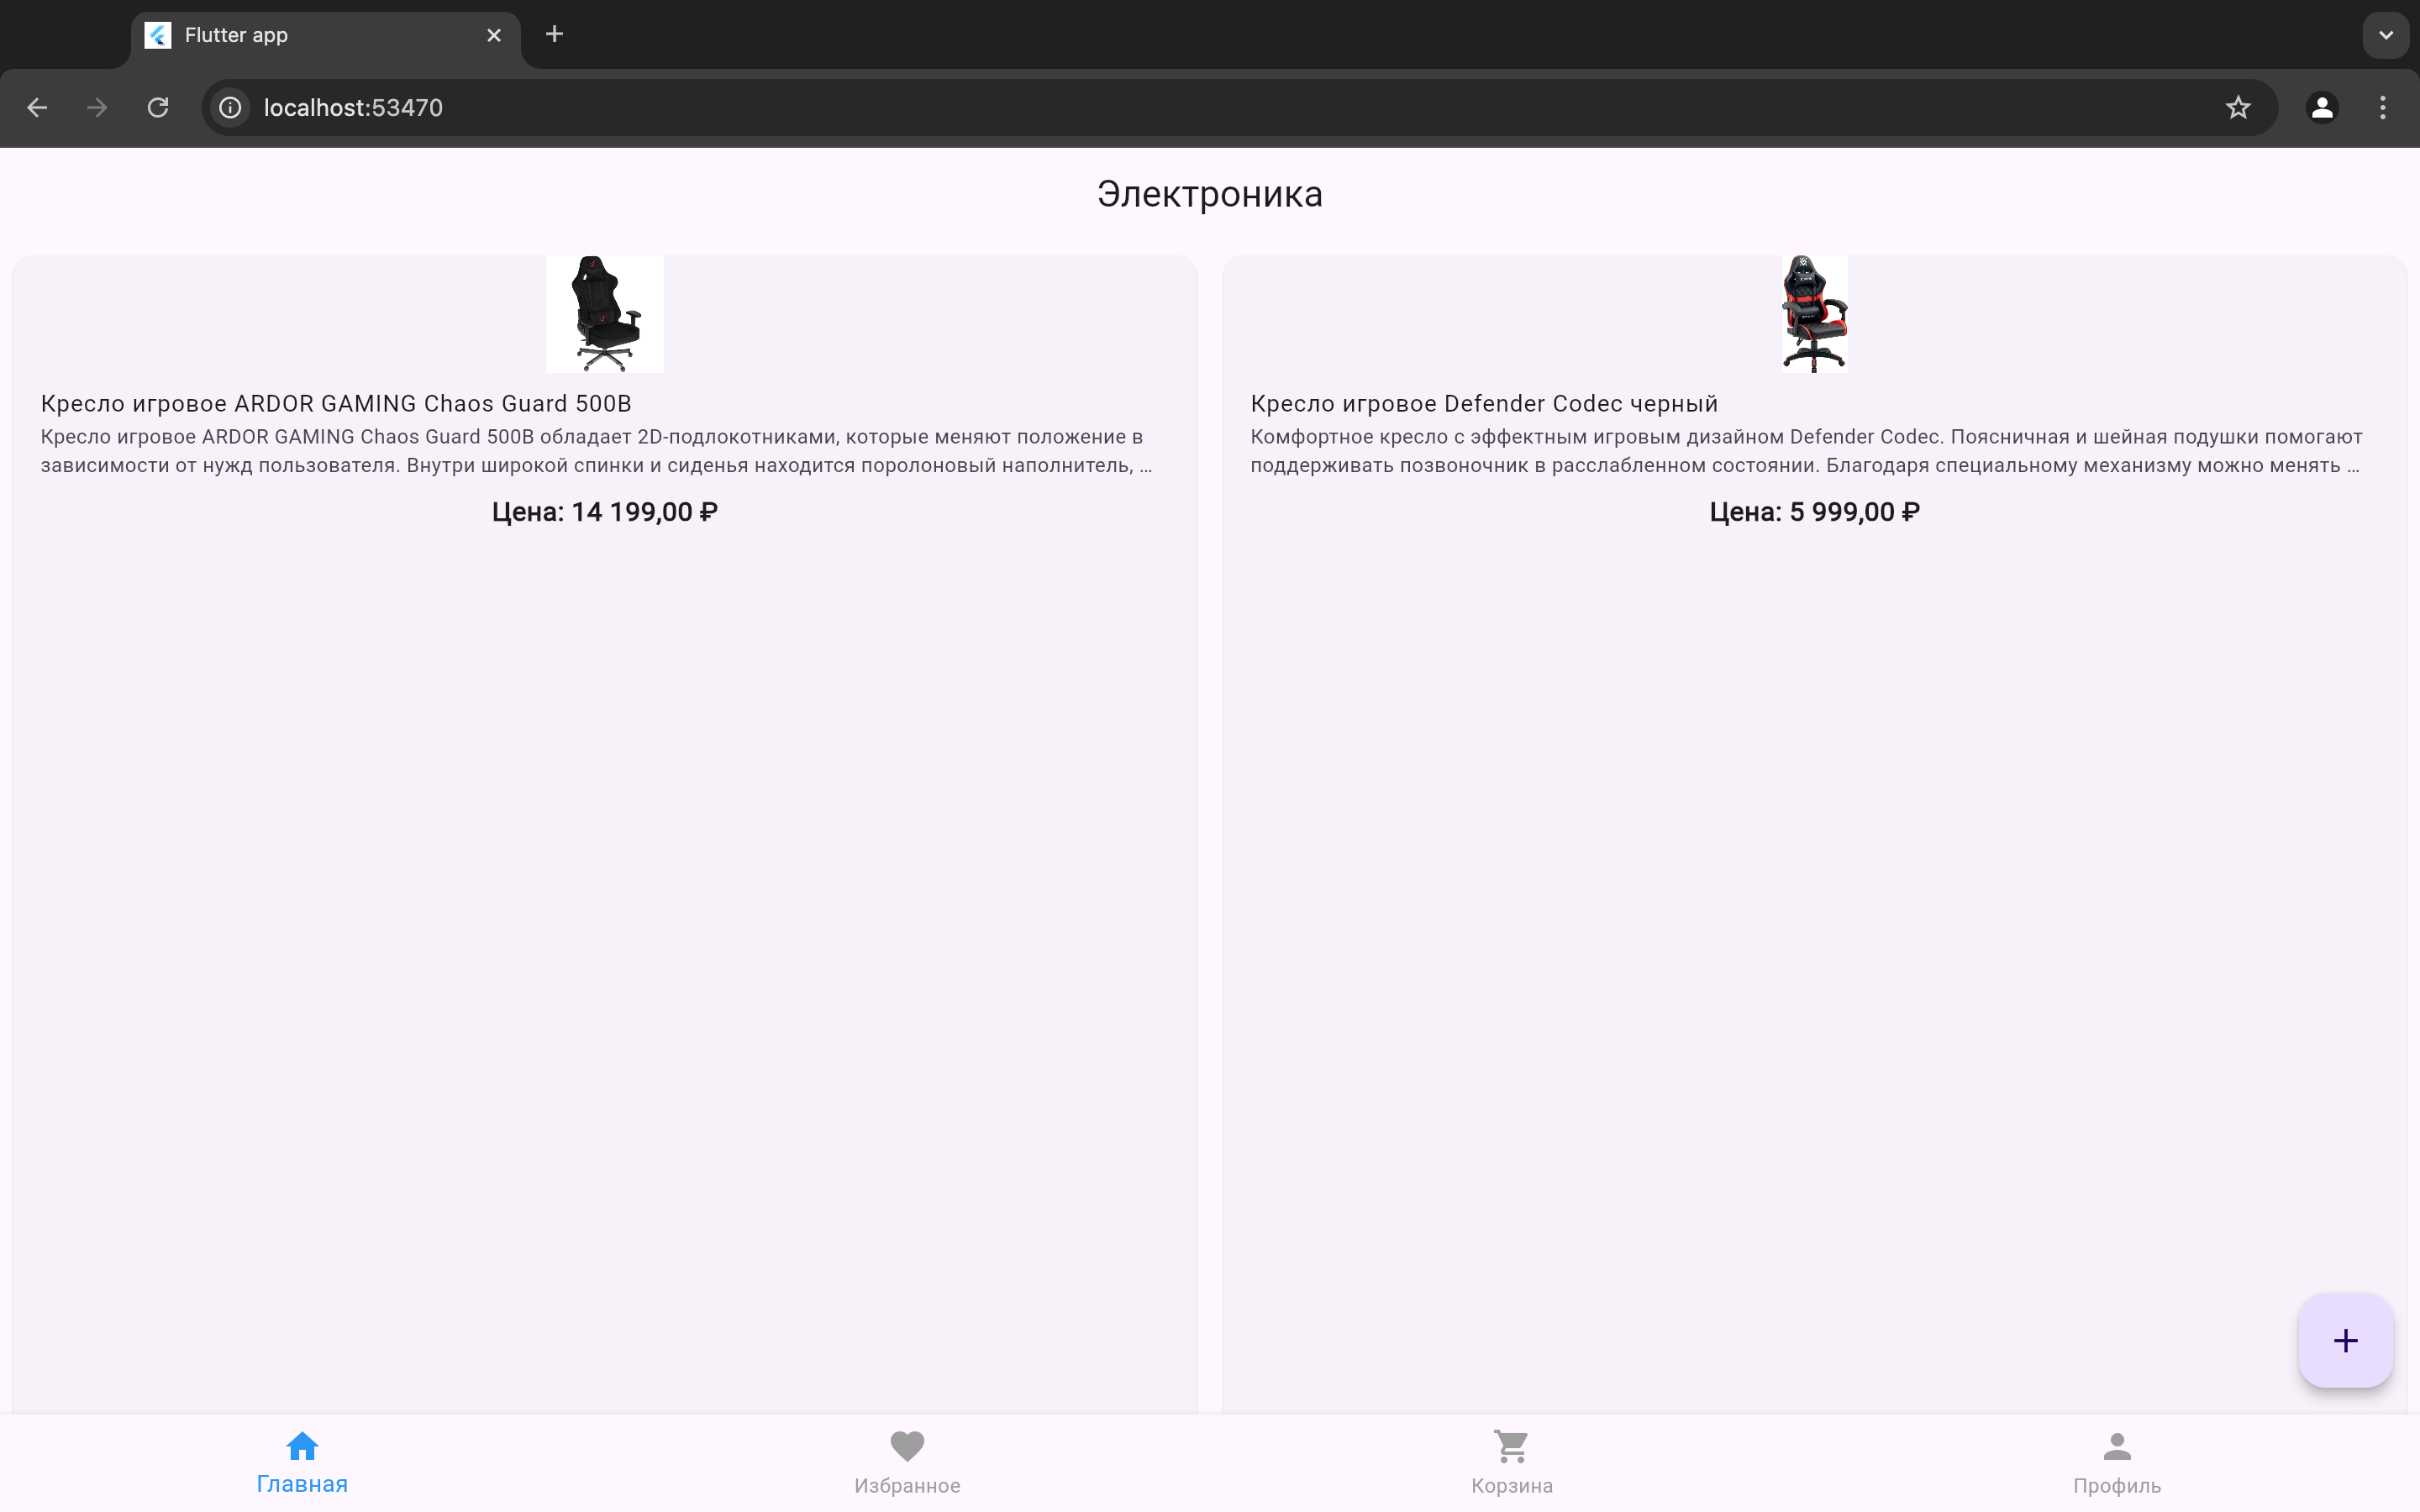 Flutter app
localhost:53470
Электроника
Кресло игровое ARDOR GAMING Chaos Guard 500B
Кресло игровое ARDOR GAMING Chaos Guard 500B обладает 2D-подлокотниками, которые меняют положение в
зависимости от нужд пользователя. Внутри широкой спинки и сиденья находится поролоновый наполнитель, ...
Цена: 14 199,00 ₽
Кресло игровое Defender Codec черный
Комфортное кресло с эффектным игровым дизайном Defender Codec. Поясничная и шейная подушки помогают
поддерживать позвоночник в расслабленном состоянии. Благодаря специальному механизму можно менять ...
Цена: 5 999,00 ₽
Главная
Избранное
Корзина
Профиль